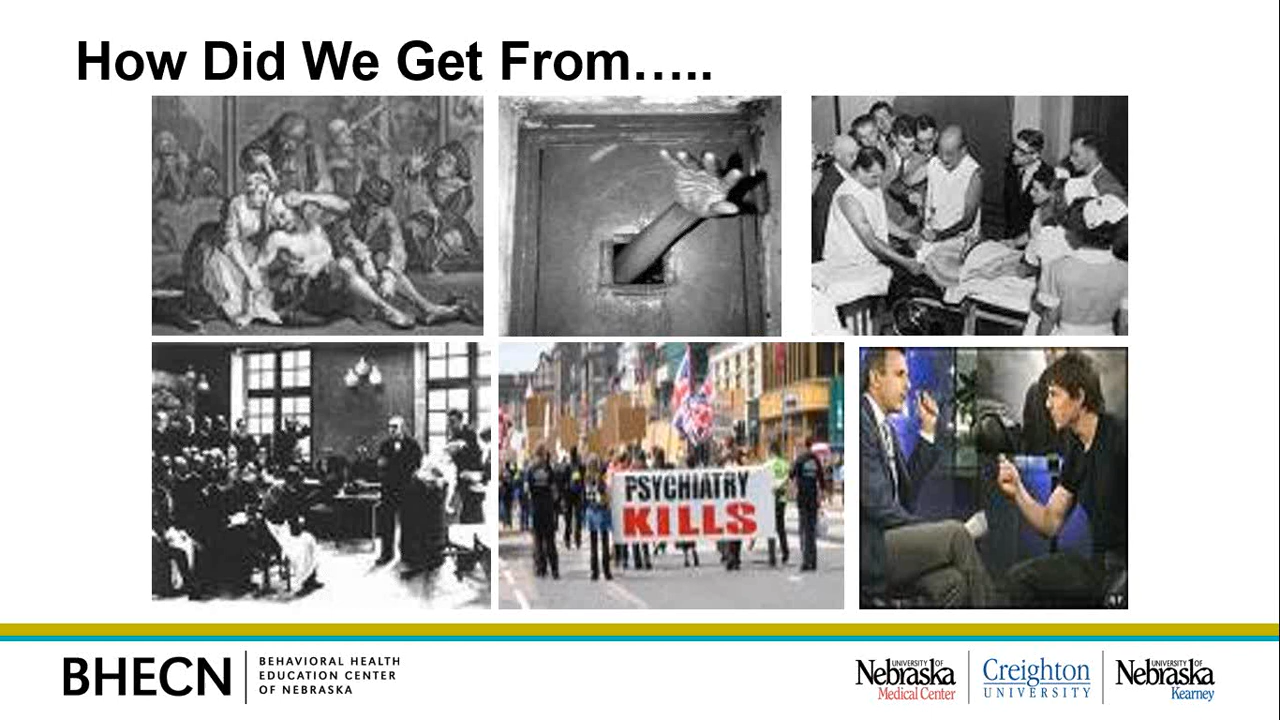 How Did We Get From…..
PSYCHIATRY
KILLS
BHECN
BEHAVIORAL HEALTH
EDUCATION CENTER
OF NEBRASKA
UNIVERSITY OF
Nebraska
Medical Center
Creighton
UNIVERSITY
UNIVERSITY OF
Nebraska
Kearney